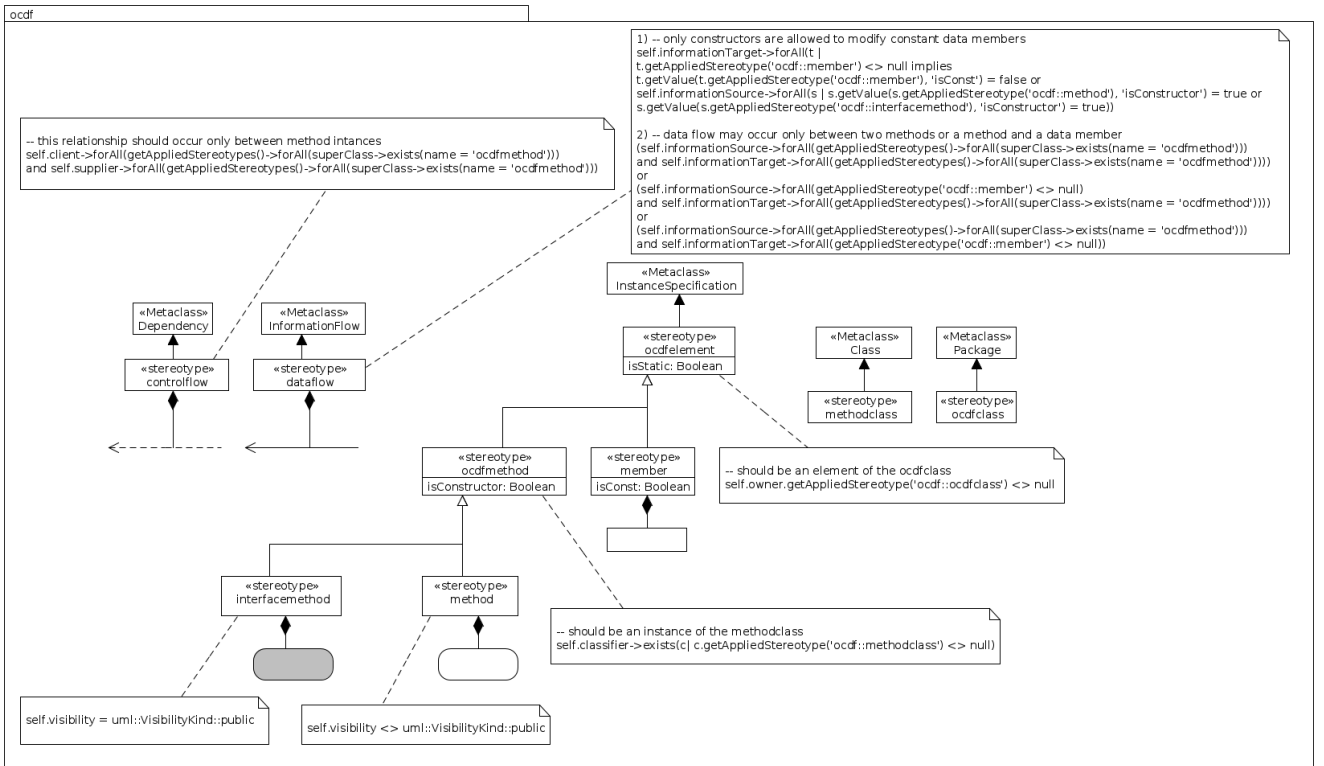 ocdf
1) -- only constructors are allowed to modify constant data members
self.informationTarget->forAll(t |
t.getAppliedStereotype('ocdf::member') <> null implies
t.getValue(t.getAppliedStereotype('ocdf::member'), 'isConst') = false or
self.informationSource->forAll(s | s.getValue(s.getAppliedStereotype('ocdf::method'), 'isConstructor') = true or
s.getValue(s.getAppliedStereotype('ocdf::interfacemethod'), 'isConstructor') = true))
2) -- data flow may occur only between two methods or a method and a data member
(self.informationSource->forAll(getAppliedStereotypes()->forAll(superClass->exists(name = 'ocdfmethod')))
and self.informationTarget->forAll(getAppliedStereotypes()->forAll(superClass->exists(name = 'ocdfmethod'))))
or
(self.informationSource->forAll(getAppliedStereotype('ocdf::member') <> null)
and self.informationTarget->forAll(getAppliedStereotypes()->forAll(superClass->exists(name = 'ocdfmethod'))))
or
(self.informationSource->forAll(getAppliedStereotypes()->forAll(superClass->exists(name = 'ocdfmethod')))
and self.informationTarget->forAll(getAppliedStereotype('ocdf::member') <> null))
-- this relationship should occur only between method intances
self.client->forAll(getAppliedStereotypes()->forAll(superClass->exists(name = 'ocdfmethod')))
and self.supplier->forAll(getAppliedStereotypes()->forAll(superClass->exists(name = 'ocdfmethod')))
«Metaclass»
InstanceSpecification
«Metaclass»
Dependency
«Metaclass»
InformationFlow
«stereotype»
ocdfelement
isStatic: Boolean
«Metaclass»
Class
«Metaclass»
Package
«stereotype»
controlflow
«stereotype»
dataflow
«stereotype»
methodclass
«stereotype»
ocdfclass
«stereotype»
ocdfmethod
isConstructor: Boolean
«stereotype»
member
isConst: Boolean
-- should be an element of the ocdfclass
self.owner.getAppliedStereotype('ocdf::ocdfclass') <> null
«stereotype»
interfacemethod
«stereotype»
method
-- should be an instance of the methodclass
self.classifier->exists(c| c.getAppliedStereotype('ocdf::methodclass') <> null)
self.visibility = uml::VisibilityKind::public
self.visibility <> uml::VisibilityKind::public